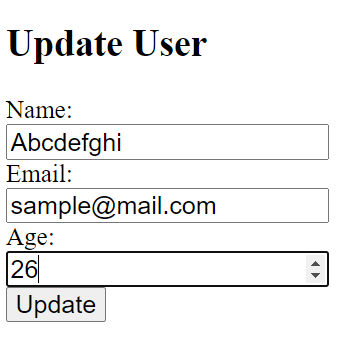 Update User
Name:
Abcdefghi
Email:
sample@mail.com
Age:
26
Update